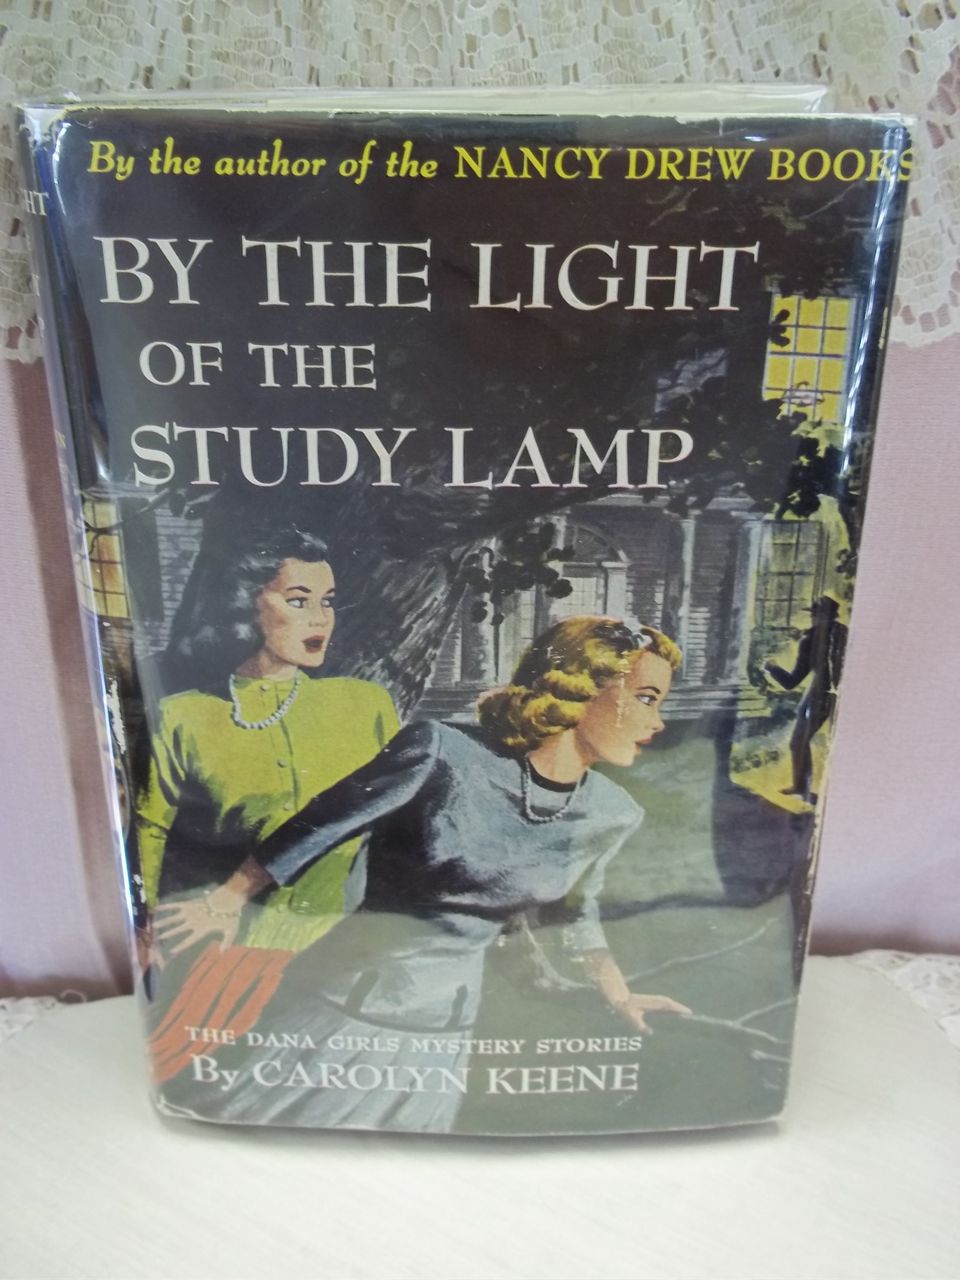 By the author of the NANCY DREW BOOKS
BY THE LIGHT
OF THE
STUDY LAMP
THE DANA GIRLS MYSTERY STORIES
By CAROLYN KEENE